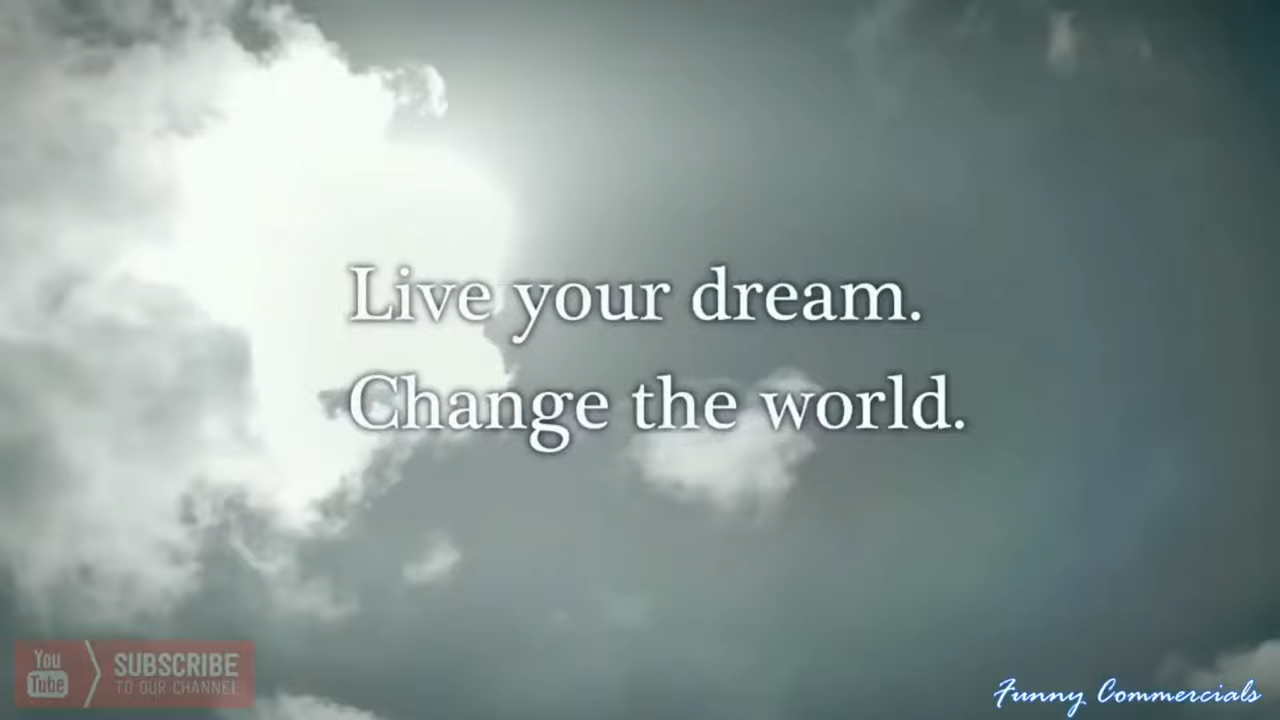 Live your dream.
Change the world.
You
Tube
SUBSCRIBE
TO OUR CHANNEL
Funny Commercials